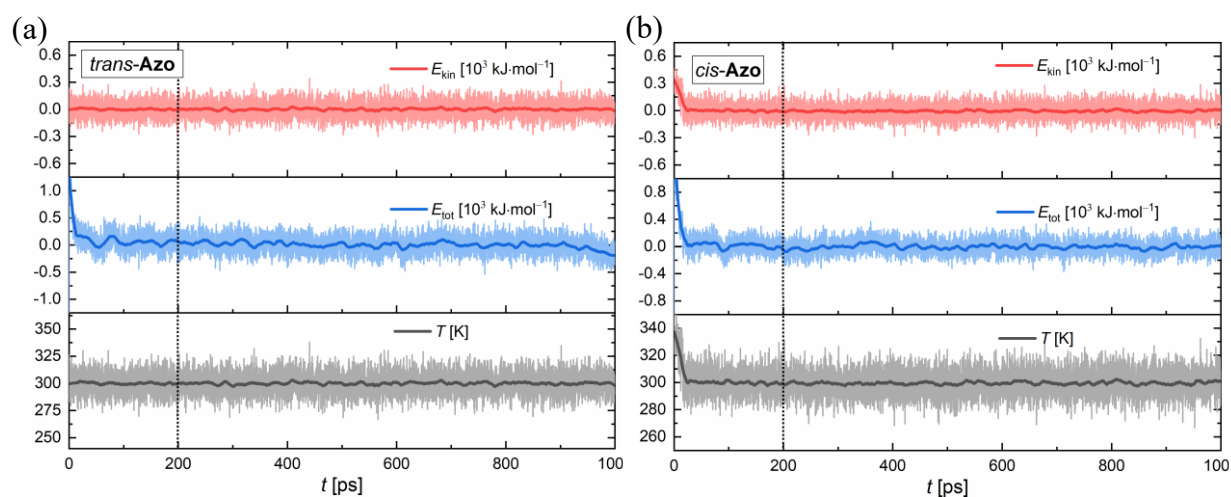 (a)
trans-Azo
E_kin [10³ kJ·mol⁻¹]
0.6
0.3
0.0
-0.3
-0.6
E_tot [10³ kJ·mol⁻¹]
1.0
0.5
0.0
-0.5
-1.0
T [K]
350
325
300
275
250
0 200 400 600 800 100
t [ps]
(b)
cis-Azo
E_kin [10³ kJ·mol⁻¹]
0.6
0.3
0.0
-0.3
-0.6
E_tot [10³ kJ·mol⁻¹]
0.8
0.4
0.0
-0.4
-0.8
T [K]
340
320
300
280
260
0 200 400 600 800 100
t [ps]